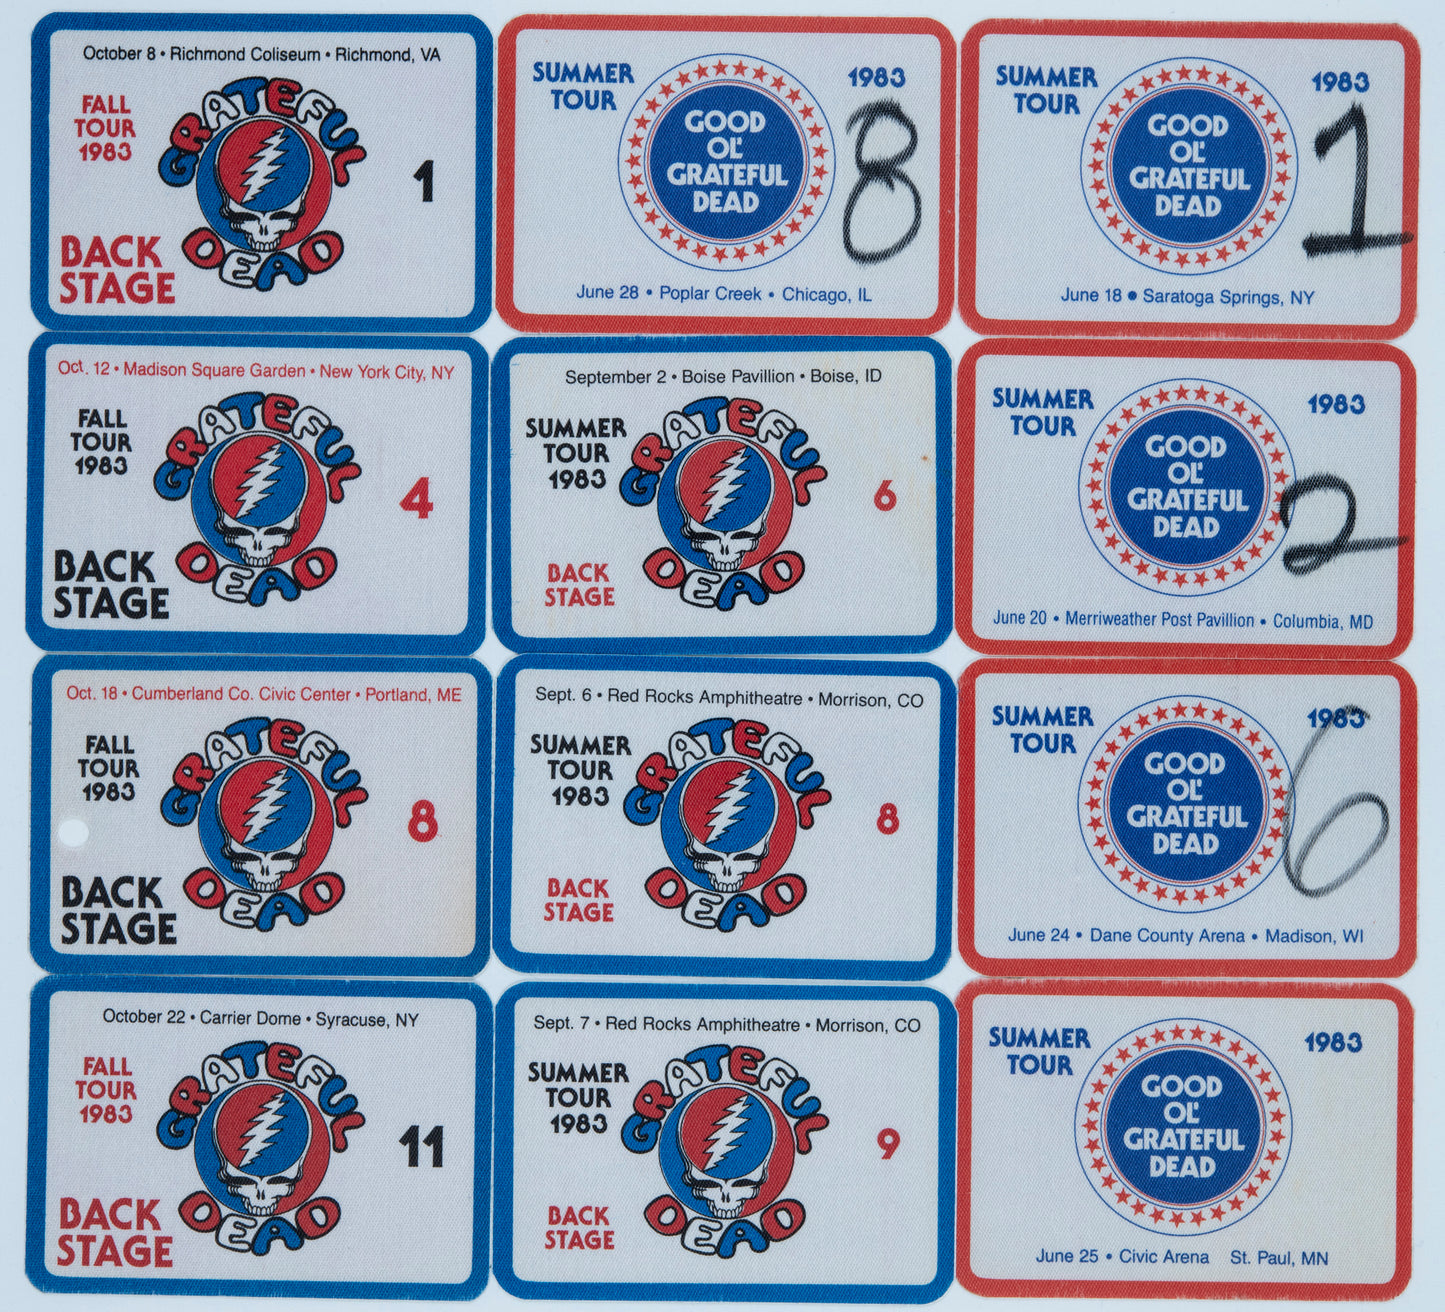 October 8 • Richmond Coliseum • Richmond, VA
FALL
TOUR
1983
GRATEFUL
DEAD
1
BACK
STAGE
SUMMER
TOUR
1983
GOOD
OL'
GRATEFUL
DEAD
8
June 28 • Poplar Creek • Chicago, IL
SUMMER
TOUR
1983
GOOD
OL'
GRATEFUL
DEAD
1
June 18 • Saratoga Springs, NY
Oct. 12 • Madison Square Garden • New York City, NY
FALL
TOUR
1983
GRATEFUL
DEAD
4
BACK
STAGE
September 2 • Boise Pavillion • Boise, ID
SUMMER
TOUR
1983
GRATEFUL
DEAD
6
BACK
STAGE
SUMMER
TOUR
1983
GOOD
OL'
GRATEFUL
DEAD
2
June 20 • Merriweather Post Pavillion • Columbia, MD
Oct. 18 • Cumberland Co. Civic Center • Portland, ME
FALL
TOUR
1983
GRATEFUL
DEAD
8
BACK
STAGE
Sept. 6 • Red Rocks Amphitheatre • Morrison, CO
SUMMER
TOUR
1983
GRATEFUL
DEAD
8
BACK
STAGE
SUMMER
TOUR
1983
GOOD
OL'
GRATEFUL
DEAD
6
June 24 • Dane County Arena • Madison, WI
October 22 • Carrier Dome • Syracuse, NY
FALL
TOUR
1983
GRATEFUL
DEAD
11
BACK
STAGE
Sept. 7 • Red Rocks Amphitheatre • Morrison, CO
SUMMER
TOUR
1983
GRATEFUL
DEAD
9
BACK
STAGE
SUMMER
TOUR
1983
GOOD
OL'
GRATEFUL
DEAD
June 25 • Civic Arena St. Paul, MN